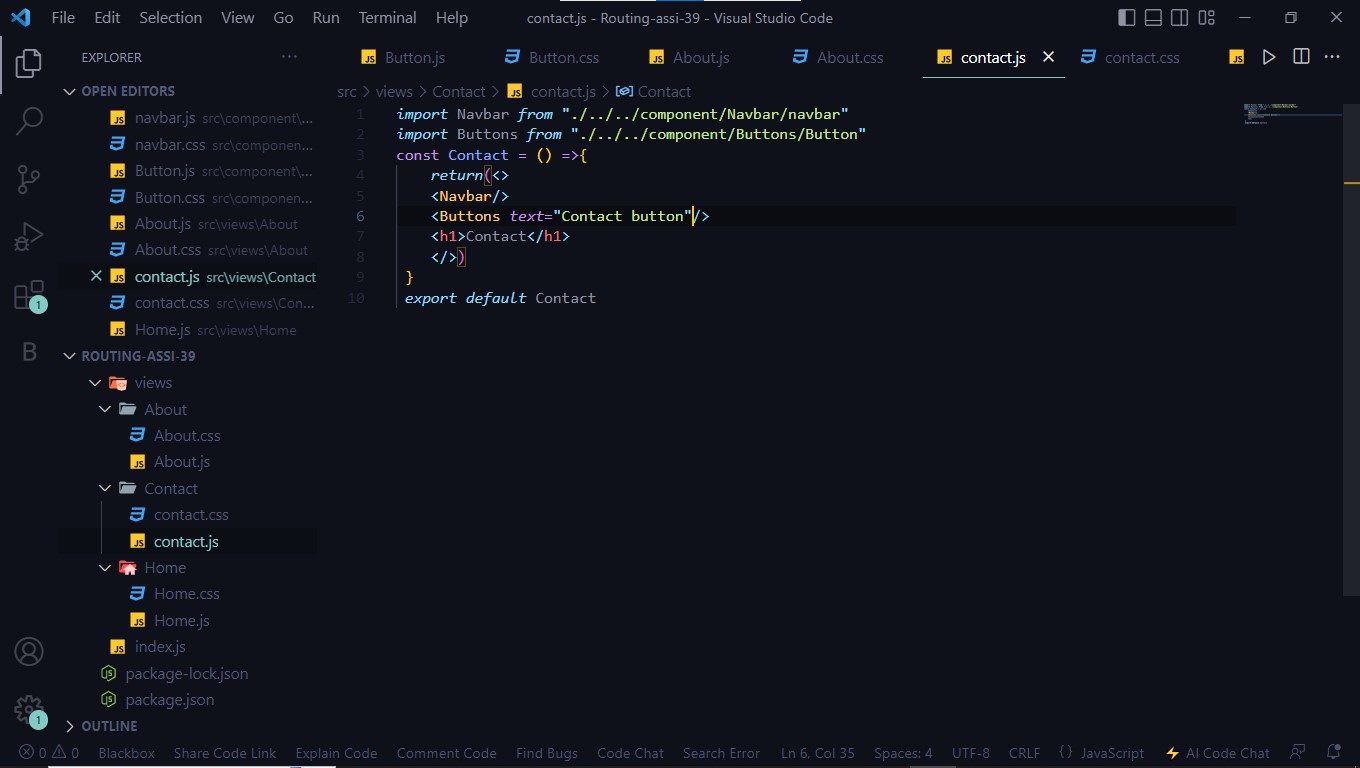 File Edit Selection View Go Run Terminal Help contact.js - Routing-assi-39 - Visual Studio Code
EXPLORER ···
Button.js Button.css About.js About.css contact.js contact.css
OPEN EDITORS
navbar.js src\component\...
navbar.css src\componen...
Button.js src\component\...
Button.css src\componen...
About.js src\views\About
About.css src\views\About
contact.js src\views\Contact
contact.css src\views\Con...
Home.js src\views\Home
ROUTING-ASSI-39
views
About
About.css
About.js
Contact
contact.css
contact.js
Home
Home.css
Home.js
index.js
package-lock.json
package.json
OUTLINE
src > views > Contact > JS contact.js > Contact
1 import Navbar from "./../../component/Navbar/navbar"
2 import Buttons from "./../../component/Buttons/Button"
3 const Contact = () =>{
4 return(<>
5 <Navbar/>
6 <Buttons text="Contact button"/>
7 <h1>Contact</h1>
8 </>)
9 }
10 export default Contact
0 0 Blackbox Share Code Link Explain Code Comment Code Find Bugs Code Chat Search Error Ln 6, Col 35 Spaces: 4 UTF-8 CRLF {} JavaScript AI Code Chat